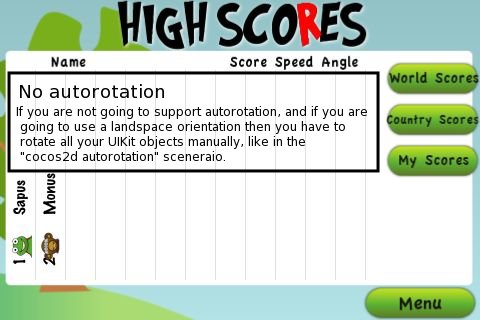 HIGH SCORES
Name Score Speed Angle
World Scores
No autorotation
If you are not going to support autorotation, and if you are
going to use a landspace orientation then you have to
rotate all your UIKit objects manually, like in the
"cocos2d autorotation" sceneraio.
Country Scores
My Scores
1 Sapus
2 Monus
Menu